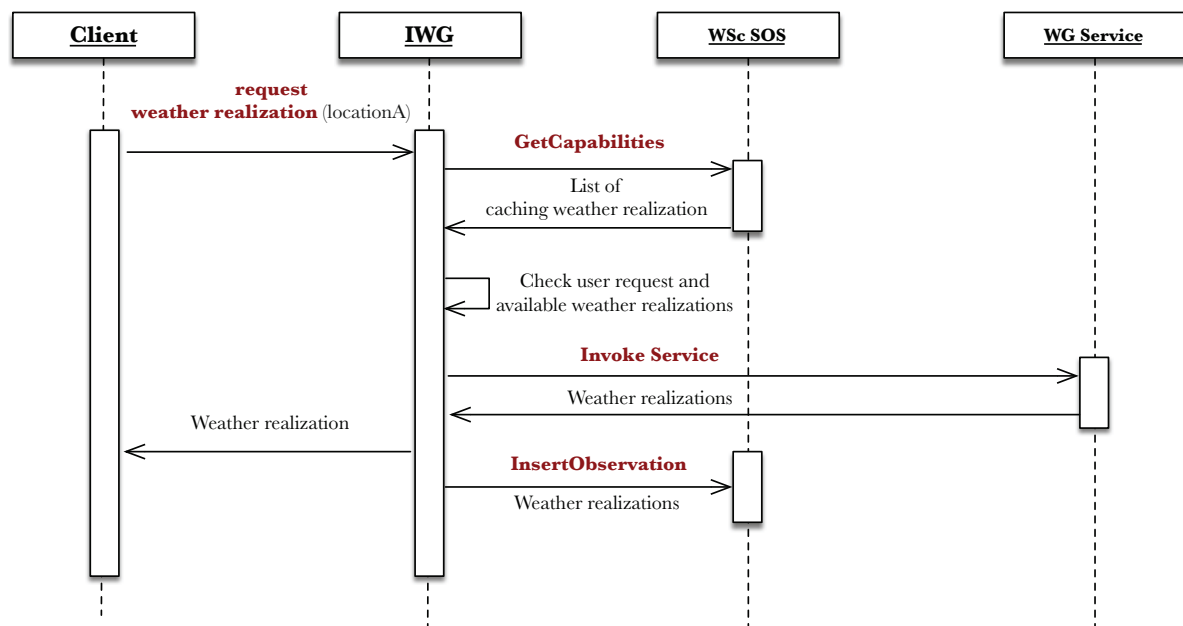 Client
IWG
WSc SOS
WG Service
request
weather realization (locationA)
GetCapabilities
List of
caching weather realization
Check user request and
available weather realizations
Invoke Service
Weather realizations
Weather realization
InsertObservation
Weather realizations